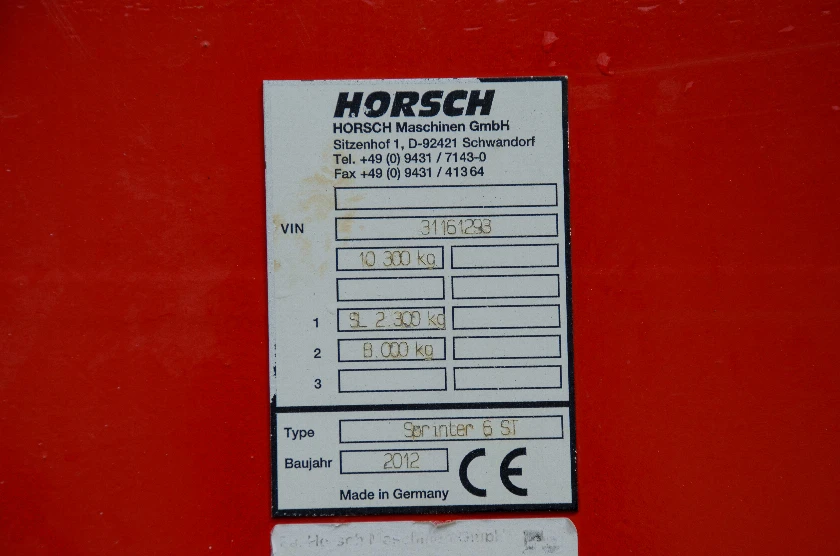 HORSCH
HORSCH Maschinen GmbH
Sitzenhof 1, D-92421 Schwandorf
Tel. +49 (0) 9431 / 7143-0
Fax +49 (0) 9431 / 41364
VIN 31161293
10 300 kg
1 SL 2.300 kg
2 8.000 kg
3
Type Sprinter 6 ST
Baujahr 2012 CE
Made in Germany